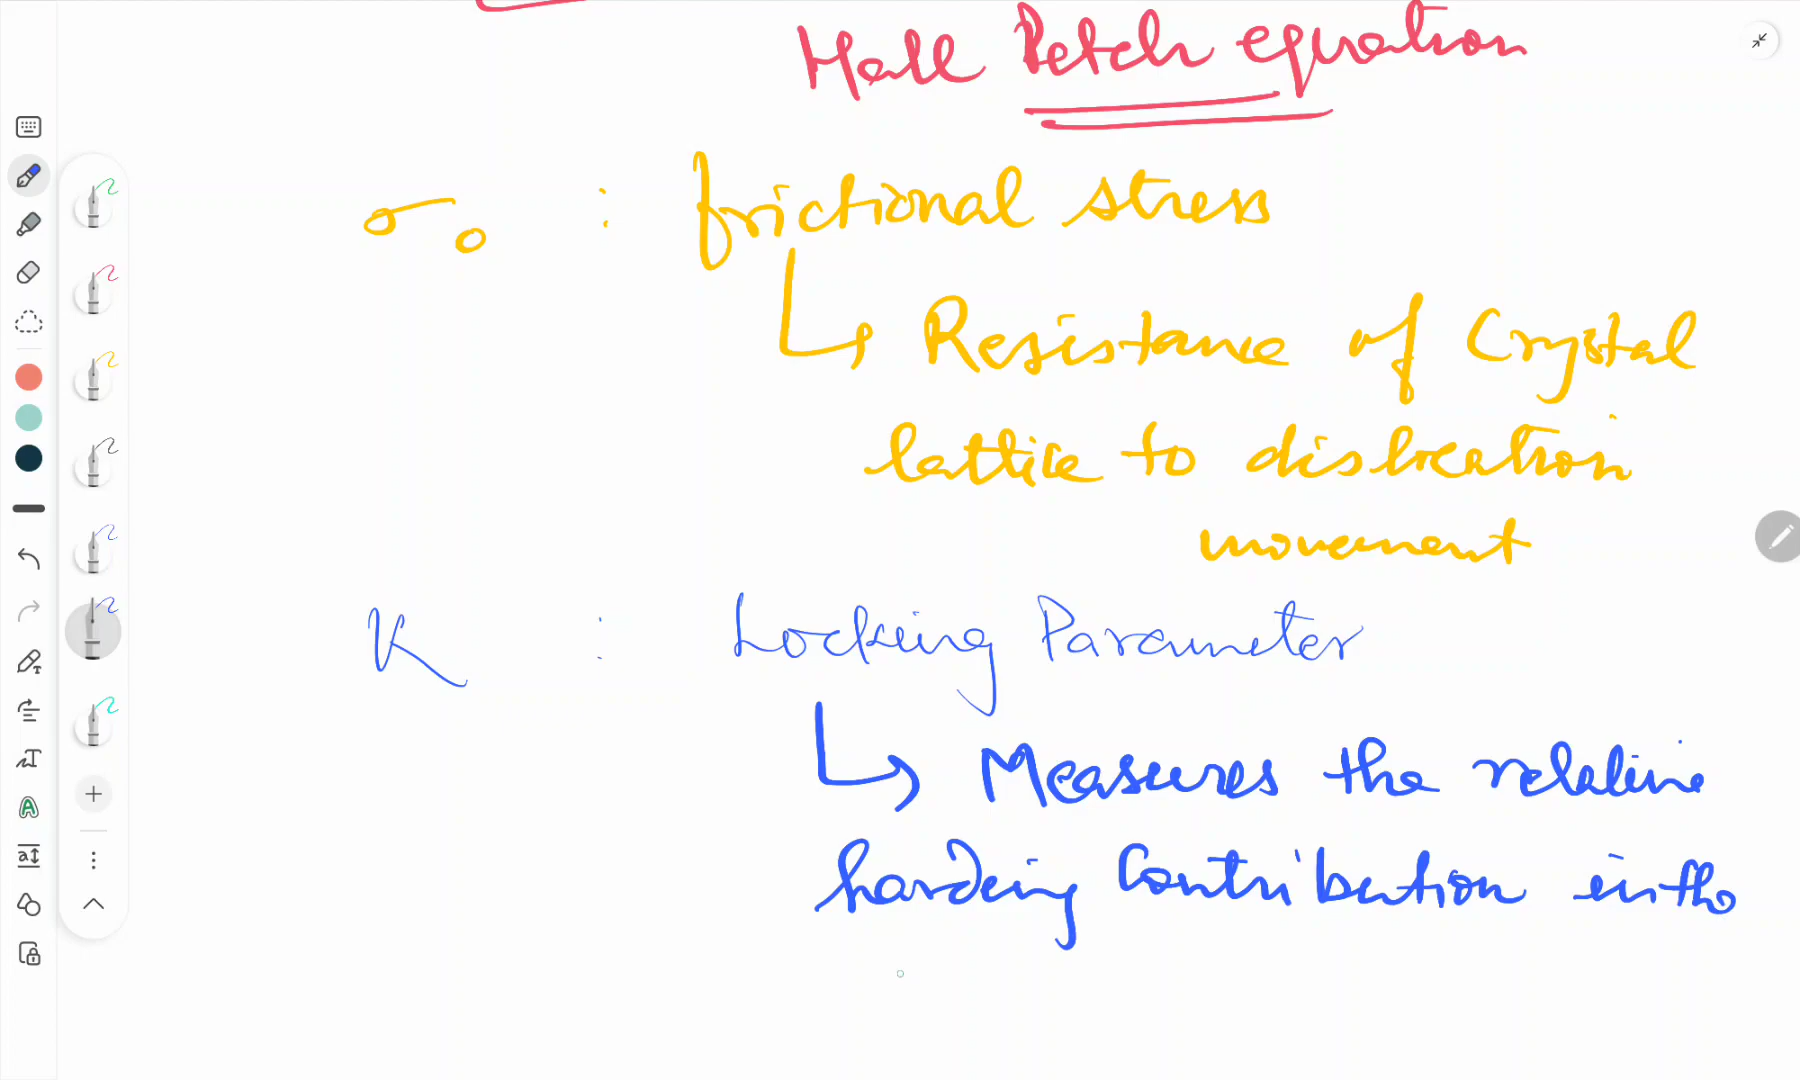 Hall Petch equation
σ₀ : frictional stress
↳ Resistance of Crystal
lattice to dislocation
movement
K : Locking Parameter
↳ Measures the relative
harding Contribution in the